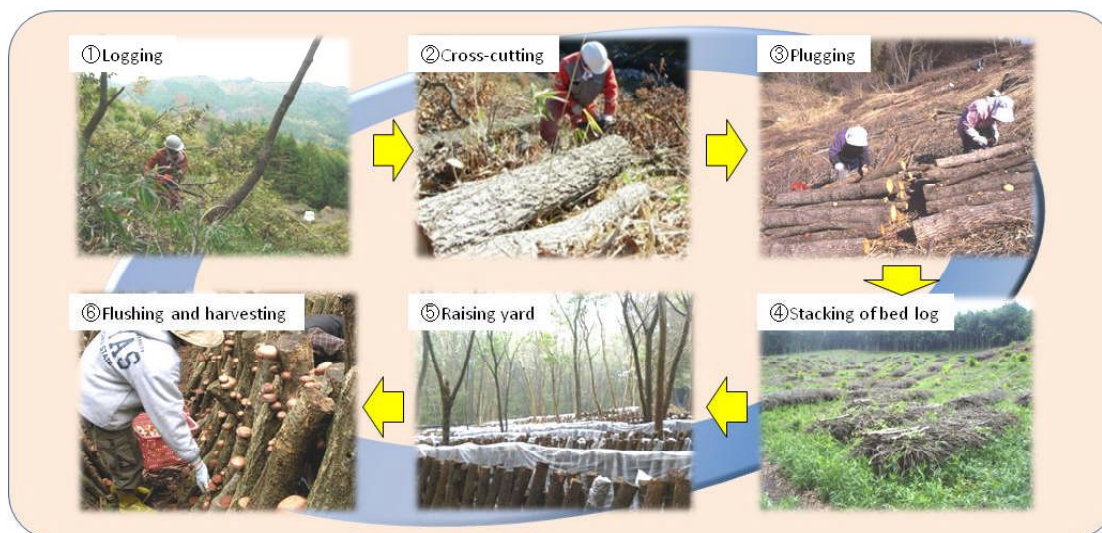 ①Logging
②Cross-cutting
③Plugging
④Stacking of bed log
⑤Raising yard
⑥Flushing and harvesting